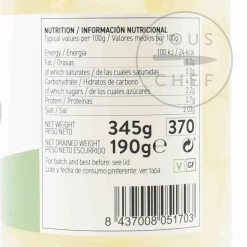 NUTRITION / INFORMACIÓN NUTRICIONAL
Typical values per 100g / Valores medios por 100g
Energy / Energía 100 kJ / 24 kcal
Fat / Grasas
of which saturates / de las cuales saturadas
Carbohydrate / Hidratos de carbono
of which sugars / de los cuales azúcares
Protein / Proteínas
Salt / Sal
SOUS
CHEF
NET WEIGHT
PESO NETO
345g
370
NET DRAINED WEIGHT
PESO NETO ESCURRIDO
190g℮
For batch and best before: see lid
Lote y fecha de consumo preferente: ver tapa
V GF
8 437008 051703